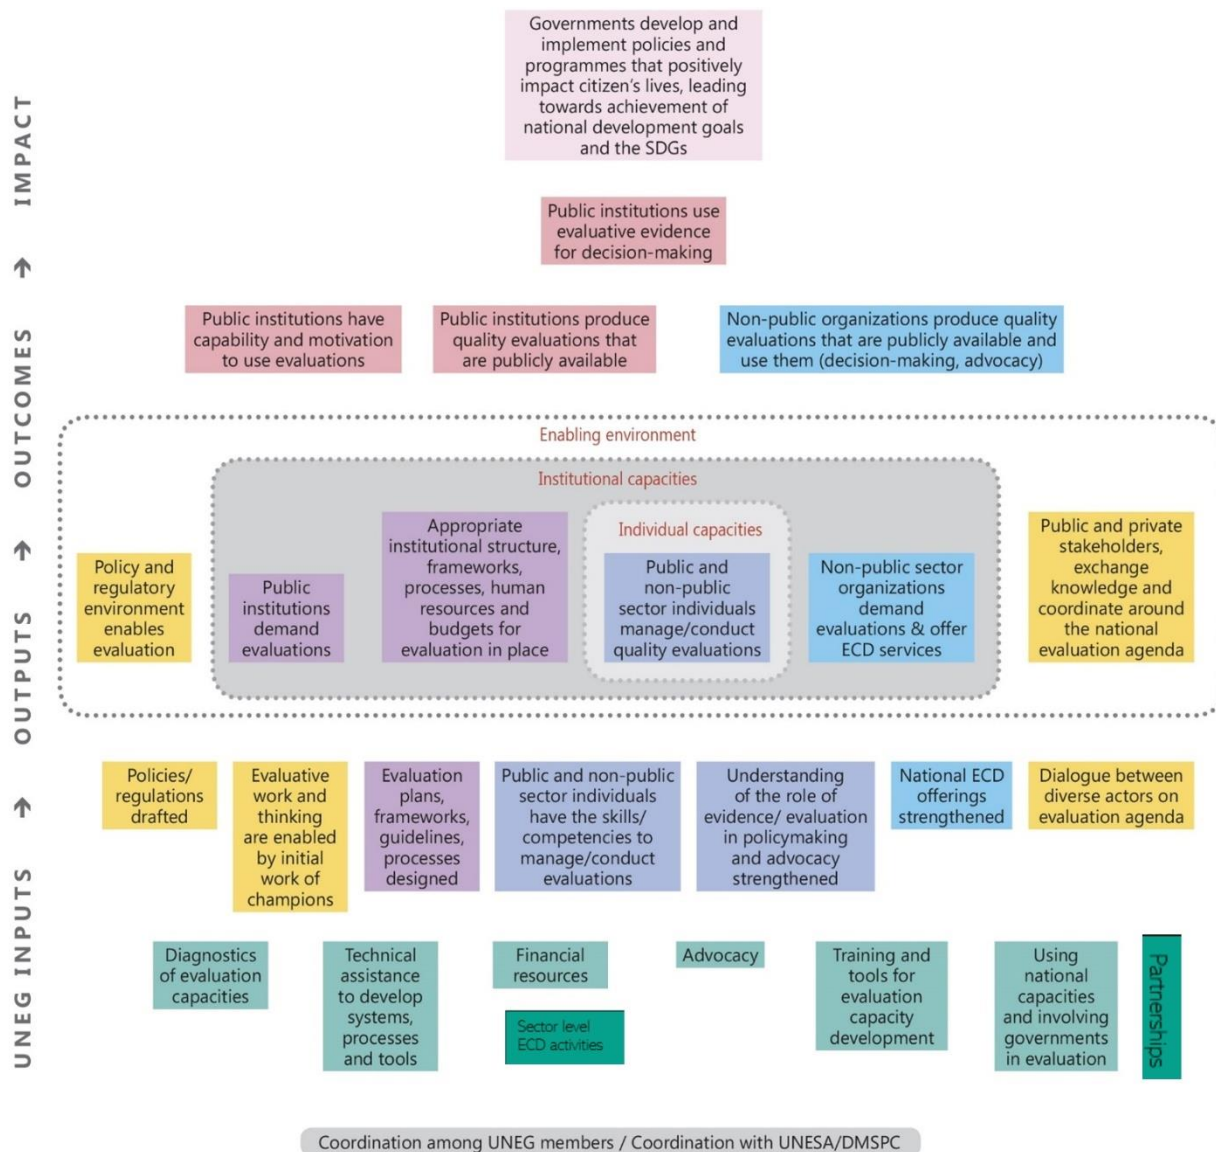 Governments develop and
implement policies and
programmes that positively
impact citizen's lives, leading
towards achievement of
national development goals
and the SDGs
Public institutions use
evaluative evidence
for decision-making
Public institutions have
capability and motivation
to use evaluations
Public institutions produce
quality evaluations that
are publicly available
Non-public organizations produce quality
evaluations that are publicly available and
use them (decision-making, advocacy)
Enabling environment
Institutional capacities
Individual capacities
Policy and
regulatory
environment
enables
evaluation
Public
institutions
demand
evaluations
Appropriate
institutional structure,
frameworks,
processes, human
resources and
budgets for
evaluation in place
Public and
non-public
sector individuals
manage/conduct
quality evaluations
Non-public sector
organizations
demand
evaluations & offer
ECD services
Public and private
stakeholders,
exchange
knowledge and
coordinate around
the national
evaluation agenda
Policies/
regulations
drafted
Evaluative
work and
thinking
are enabled
by initial
work of
champions
Evaluation
plans,
frameworks,
guidelines,
processes
designed
Public and non-public
sector individuals
have the skills/
competencies to
manage/conduct
evaluations
Understanding
of the role of
evidence/ evaluation
in policymaking
and advocacy
strengthened
National ECD
offerings
strengthened
Dialogue between
diverse actors on
evaluation agenda
Diagnostics
of evaluation
capacities
Technical
assistance
to develop
systems,
processes
and tools
Financial
resources
Sector level
ECD activities
Advocacy
Training and
tools for
evaluation
capacity
development
Using
national
capacities
and involving
governments
in evaluation
Partnerships
Coordination among UNEG members / Coordination with UNESA/DMSPC
UNEG INPUTS → OUTPUTS → OUTCOMES → IMPACT